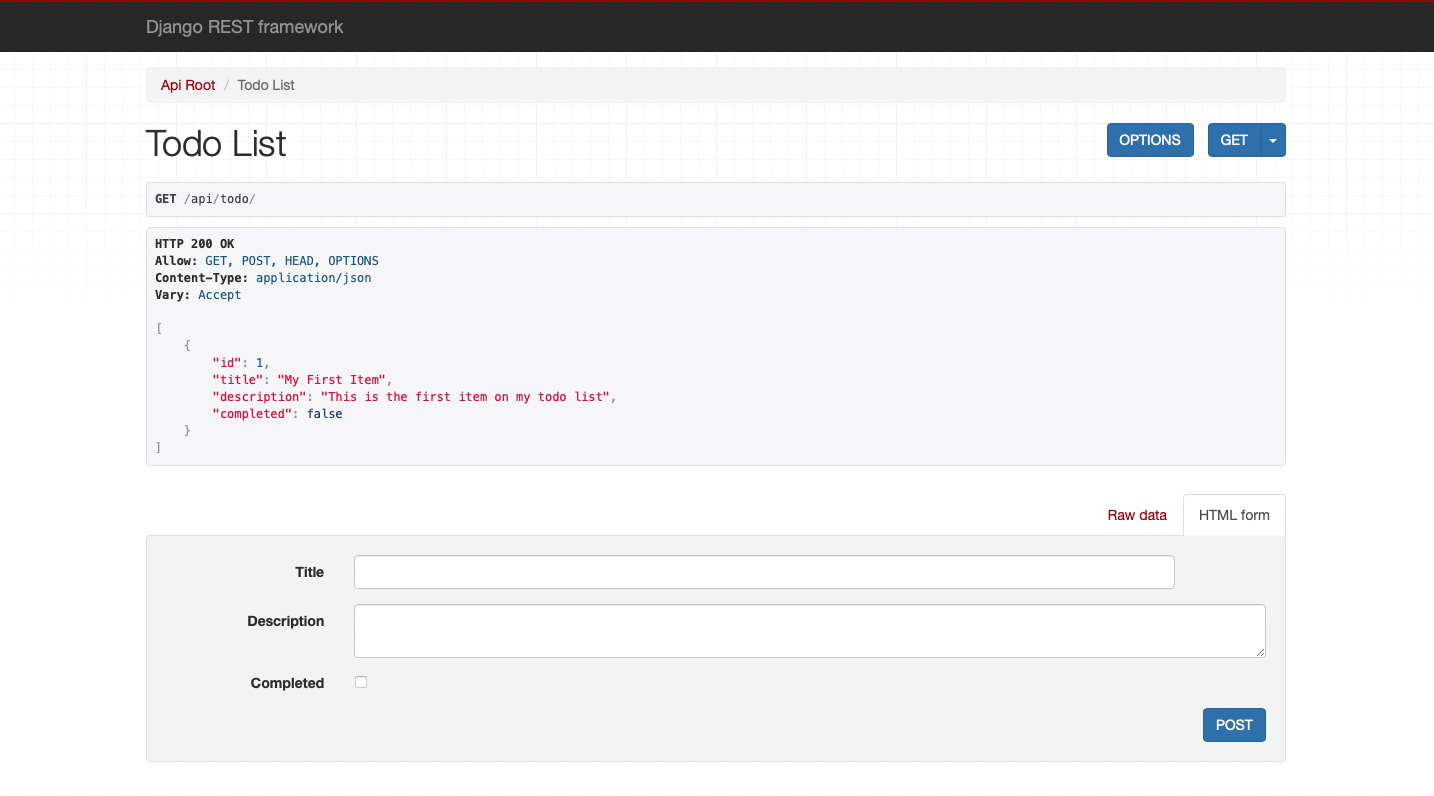 Django REST framework
Api Root / Todo List
Todo List
OPTIONS
GET
GET /api/todo/
HTTP 200 OK
Allow: GET, POST, HEAD, OPTIONS
Content-Type: application/json
Vary: Accept
[
    {
        "id": 1,
        "title": "My First Item",
        "description": "This is the first item on my todo list",
        "completed": false
    }
]
Raw data
HTML form
Title
Description
Completed
POST